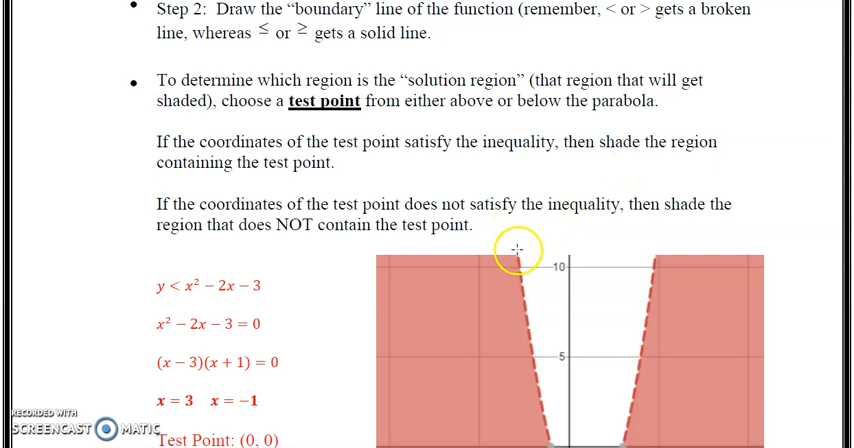 • Step 2: Draw the “boundary” line of the function (remember, < or > gets a broken
line, whereas ≤ or ≥ gets a solid line.
• To determine which region is the “solution region” (that region that will get
shaded), choose a test point from either above or below the parabola.
If the coordinates of the test point satisfy the inequality, then shade the region
containing the test point.
If the coordinates of the test point does not satisfy the inequality, then shade the
region that does NOT contain the test point.
y < x² − 2x − 3
x² − 2x − 3 = 0
(x − 3)(x + 1) = 0
x = 3 x = −1
Test Point: (0, 0)
10
5
RECORDED WITH
SCREENCAST MATIC